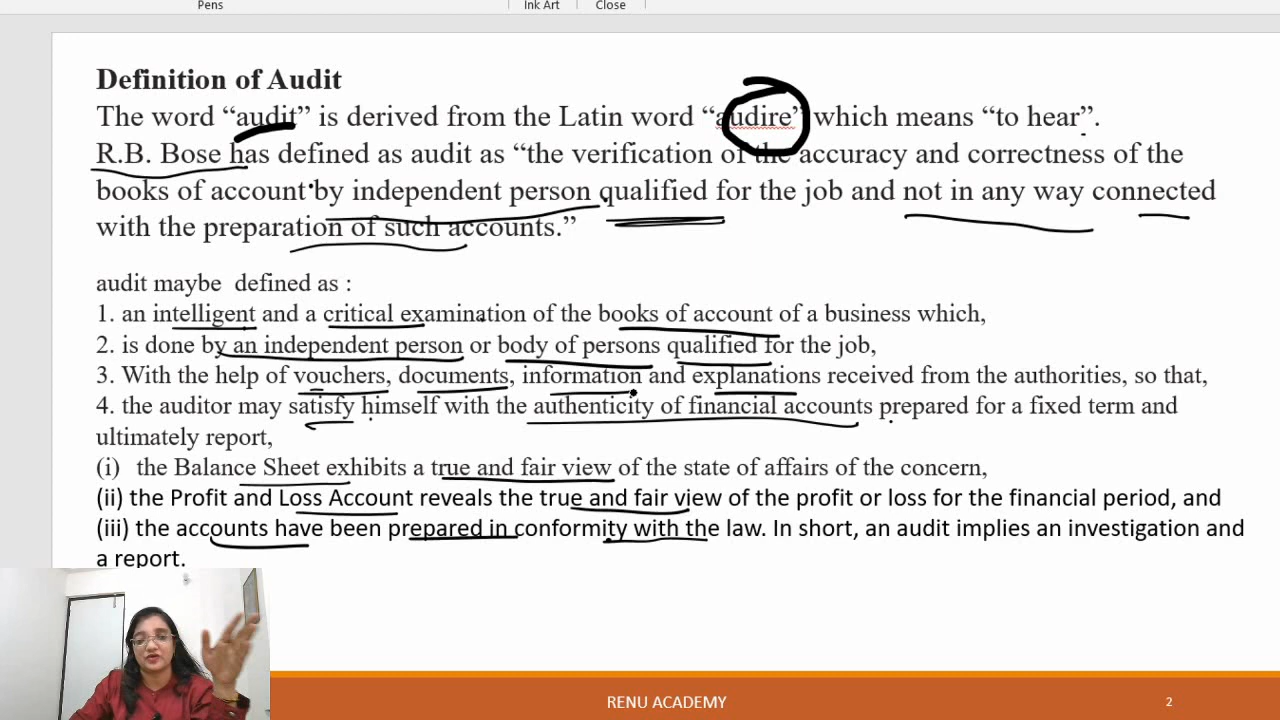 Pens
Ink Art
Close
Definition of Audit
The word “audit” is derived from the Latin word “audire” which means “to hear”.
R.B. Bose has defined as audit as “the verification of the accuracy and correctness of the
books of account by independent person qualified for the job and not in any way connected
with the preparation of such accounts.”
audit maybe defined as :
1. an intelligent and a critical examination of the books of account of a business which,
2. is done by an independent person or body of persons qualified for the job,
3. With the help of vouchers, documents, information and explanations received from the authorities, so that,
4. the auditor may satisfy himself with the authenticity of financial accounts prepared for a fixed term and
ultimately report,
(i) the Balance Sheet exhibits a true and fair view of the state of affairs of the concern,
(ii) the Profit and Loss Account reveals the true and fair view of the profit or loss for the financial period, and
(iii) the accounts have been prepared in conformity with the law. In short, an audit implies an investigation and
a report.
RENU ACADEMY
2